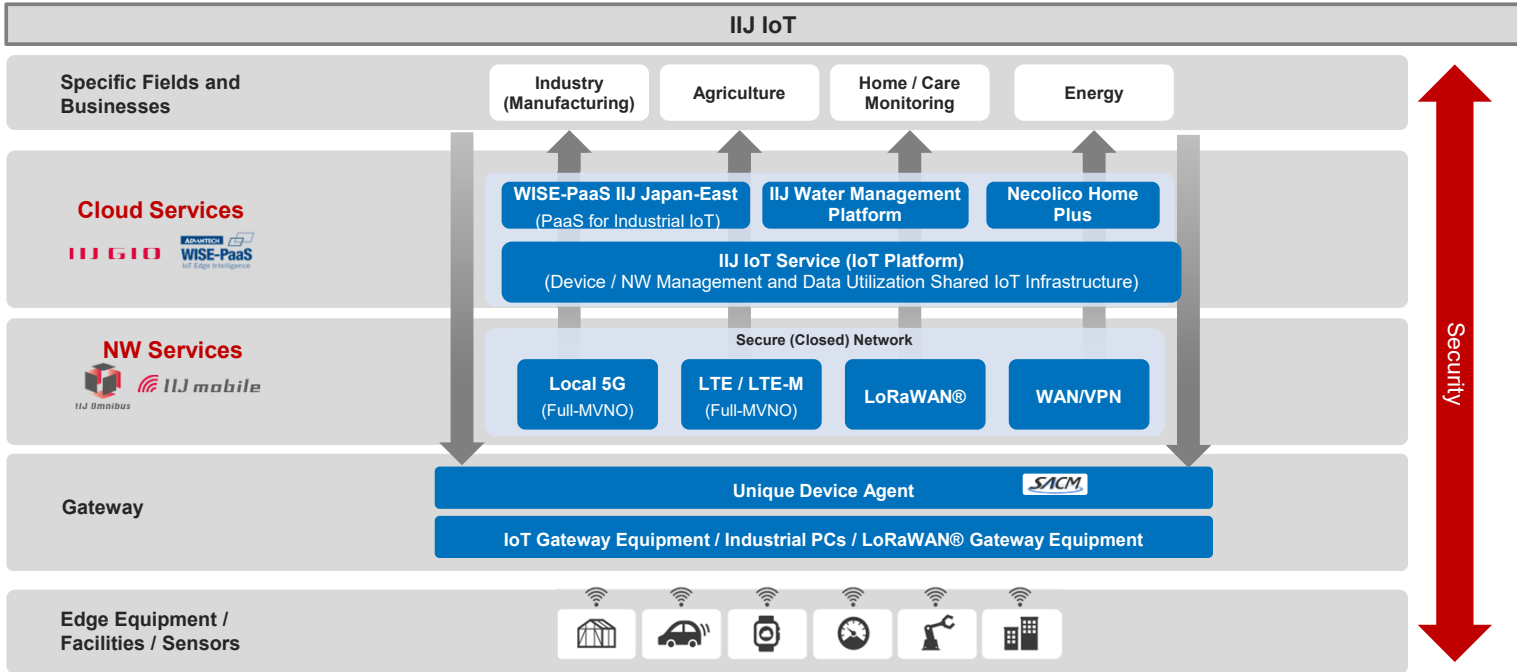 IIJ IoT
Specific Fields and
Businesses
Industry
(Manufacturing)
Agriculture
Home / Care
Monitoring
Energy
Cloud Services
IIJ GIO
ADVANTECH
WISE-PaaS
IoT Edge Intelligence
WISE-PaaS IIJ Japan-East
(PaaS for Industrial IoT)
IIJ Water Management
Platform
Necolico Home
Plus
IIJ IoT Service (IoT Platform)
(Device / NW Management and Data Utilization Shared IoT Infrastructure)
NW Services
IIJ Omnibus
IIJ mobile
Secure (Closed) Network
Local 5G
(Full-MVNO)
LTE / LTE-M
(Full-MVNO)
LoRaWAN®
WAN/VPN
Security
Gateway
Unique Device Agent
SACM
IoT Gateway Equipment / Industrial PCs / LoRaWAN® Gateway Equipment
Edge Equipment /
Facilities / Sensors